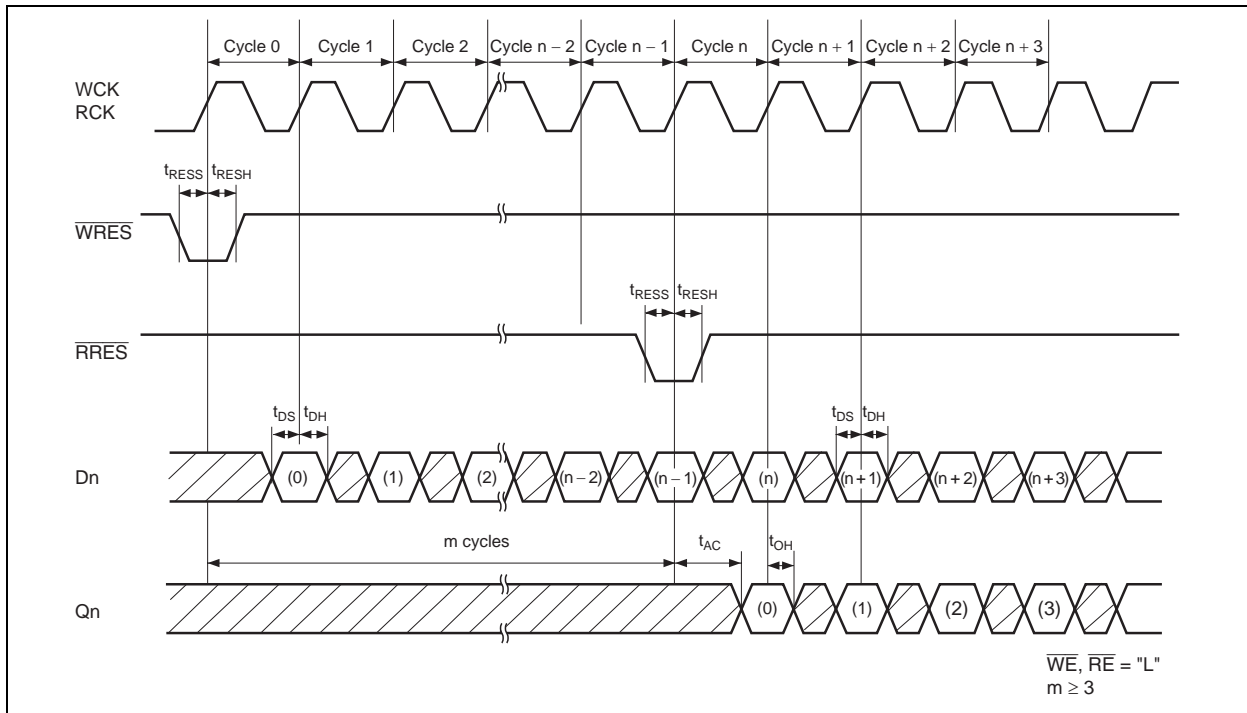 Cycle 0 Cycle 1 Cycle 2 Cycle n − 2 Cycle n − 1 Cycle n Cycle n + 1 Cycle n + 2 Cycle n + 3
WCK
RCK
tRESS tRESH
WRES
tRESS tRESH
RRES
tDS tDH tDS tDH
Dn (0) (1) (2) (n − 2) (n − 1) (n) (n + 1) (n + 2) (n + 3)
m cycles tAC tOH
Qn (0) (1) (2) (3)
WE, RE = "L"
m ≥ 3